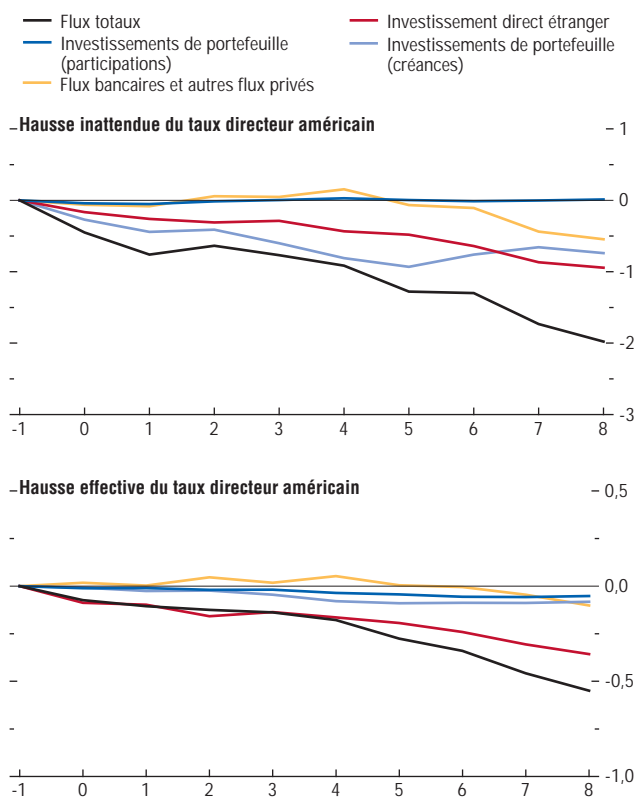 Flux totaux
Investissements de portefeuille
(participations)
Flux bancaires et autres flux privés
Investissement direct étranger
Investissements de portefeuille
(créances)
Hausse inattendue du taux directeur américain
1
0
-1
-2
-3
-1 0 1 2 3 4 5 6 7 8
Hausse effective du taux directeur américain
0,5
0,0
-0,5
-1,0
-1 0 1 2 3 4 5 6 7 8